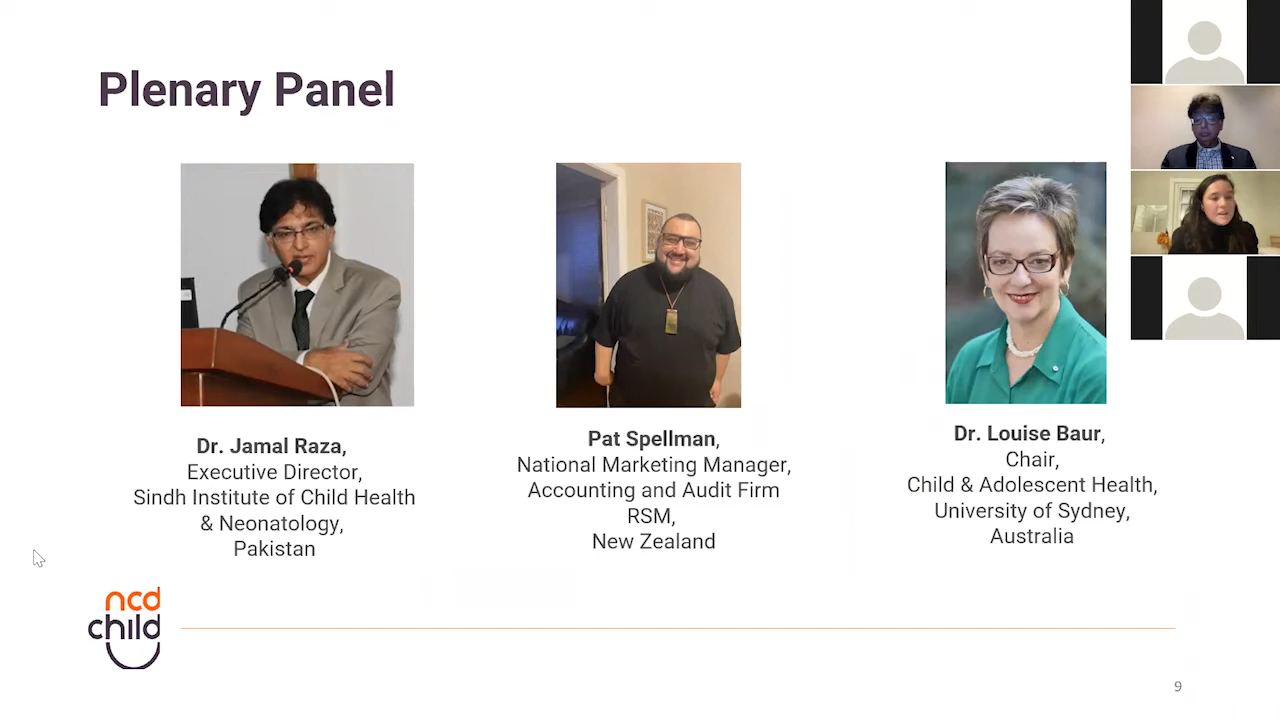 Plenary Panel
Dr. Jamal Raza,
Executive Director,
Sindh Institute of Child Health
& Neonatology,
Pakistan
Pat Spellman,
National Marketing Manager,
Accounting and Audit Firm
RSM,
New Zealand
Dr. Louise Baur,
Chair,
Child & Adolescent Health,
University of Sydney,
Australia
ncd
child
9